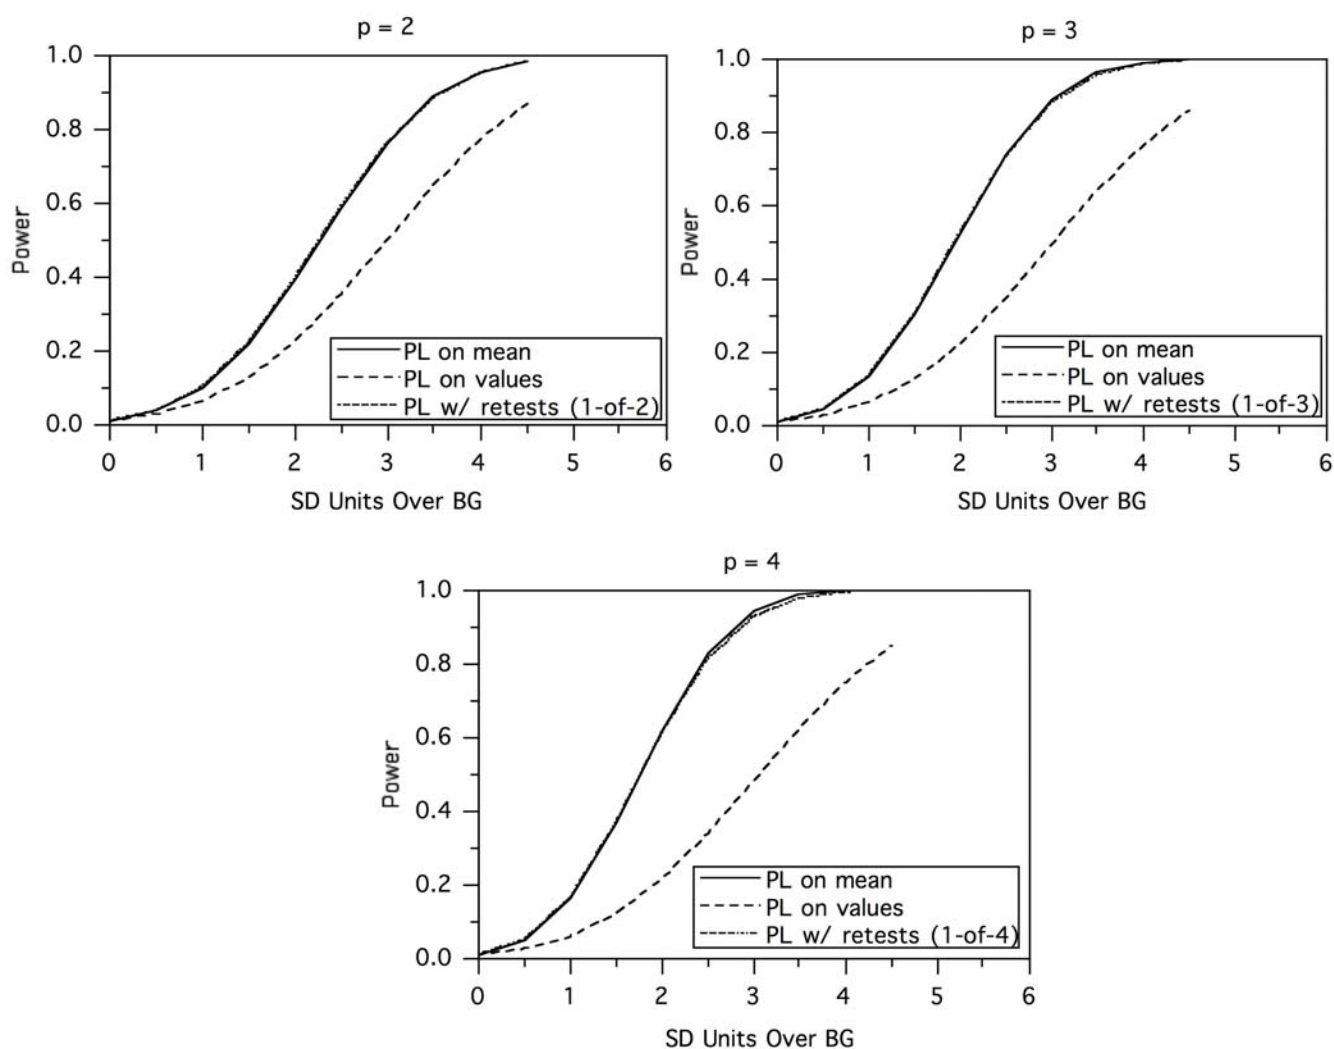 p = 2
1.0
0.8
0.6
0.4
0.2
0.0
Power
PL on mean
PL on values
PL w/ retests (1-of-2)
0 1 2 3 4 5 6
SD Units Over BG
p = 3
1.0
0.8
0.6
0.4
0.2
0.0
Power
PL on mean
PL on values
PL w/ retests (1-of-3)
0 1 2 3 4 5 6
SD Units Over BG
p = 4
1.0
0.8
0.6
0.4
0.2
0.0
Power
PL on mean
PL on values
PL w/ retests (1-of-4)
0 1 2 3 4 5 6
SD Units Over BG